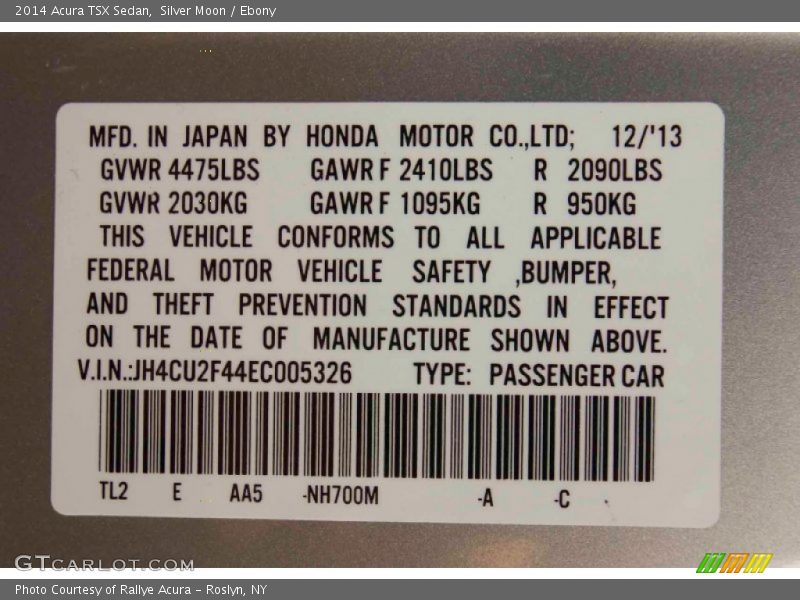 2014 Acura TSX Sedan,  Silver Moon / Ebony
MFD. IN JAPAN BY HONDA MOTOR CO.,LTD; 12/'13
GVWR 4475LBS GAWR F 2410LBS R 2090LBS
GVWR 2030KG GAWR F 1095KG R 950KG
THIS VEHICLE CONFORMS TO ALL APPLICABLE
FEDERAL MOTOR VEHICLE SAFETY ,BUMPER,
AND THEFT PREVENTION STANDARDS IN EFFECT
ON THE DATE OF MANUFACTURE SHOWN ABOVE.
V.I.N.:JH4CU2F44EC005326 TYPE: PASSENGER CAR
TL2 E AA5 -NH700M -A -C -
GTCARLOT.COM
Photo Courtesy of Rallye Acura – Roslyn, NY